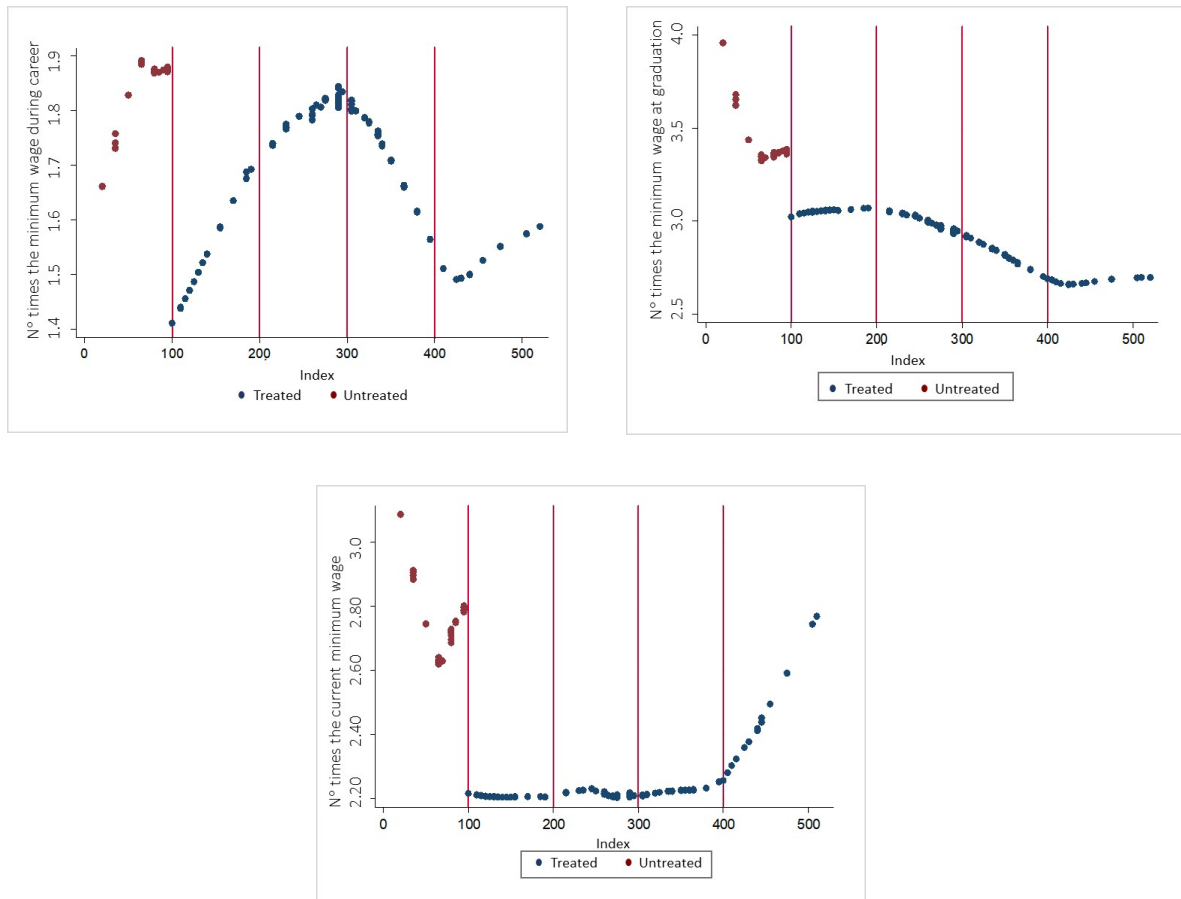 N° times the minimum wage during career
1.9
1.8
1.7
1.6
1.5
1.4
0 100 200 300 400 500
Index
Treated Untreated
N° times the minimum wage at graduation
4.0
3.5
3.0
2.5
0 100 200 300 400 500
Index
Treated Untreated
N° times the current minimum wage
3.0
2.80
2.60
2.40
2.20
0 100 200 300 400 500
Index
Treated Untreated